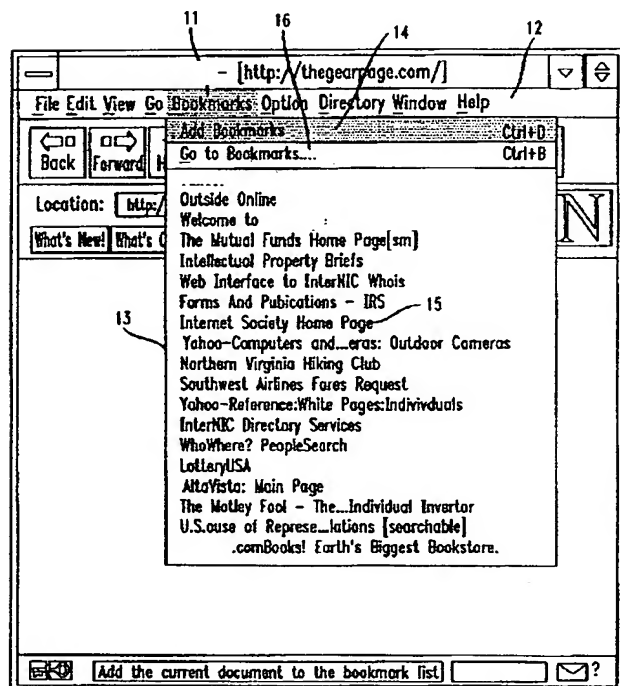 11
16
14
12
- [http://thegearpage.com/]
File Edit View Go Bookmarks Option Directory Window Help
Add Bookmarks Ctrl+D
Go to Bookmarks.... Ctrl+B
Back Forward H
Location: http:/
What's New! What's C
N
Outside Online
Welcome to
The Mutual Funds Home Page[sm]
Intellectual Property Briefs
Web Interface to InterNIC Whois
Forms And Pubications - IRS
Internet Society Home Page
15
13
Yahoo-Computers and...eras: Outdoor Cameras
Northern Virginia Hiking Club
Southwest Airlines Fares Request
Yahoo-Reference:White Pages:Indivivduals
InterNIC Directory Services
WhoWhere? PeopleSearch
LotteryUSA
AltaVista: Main Page
The Motley Fool - The...Individual Invertor
U.S.ouse of Represe...lations [searchable]
.comBooks! Earth's Biggest Bookstore.
Add the current document to the bookmark list
?